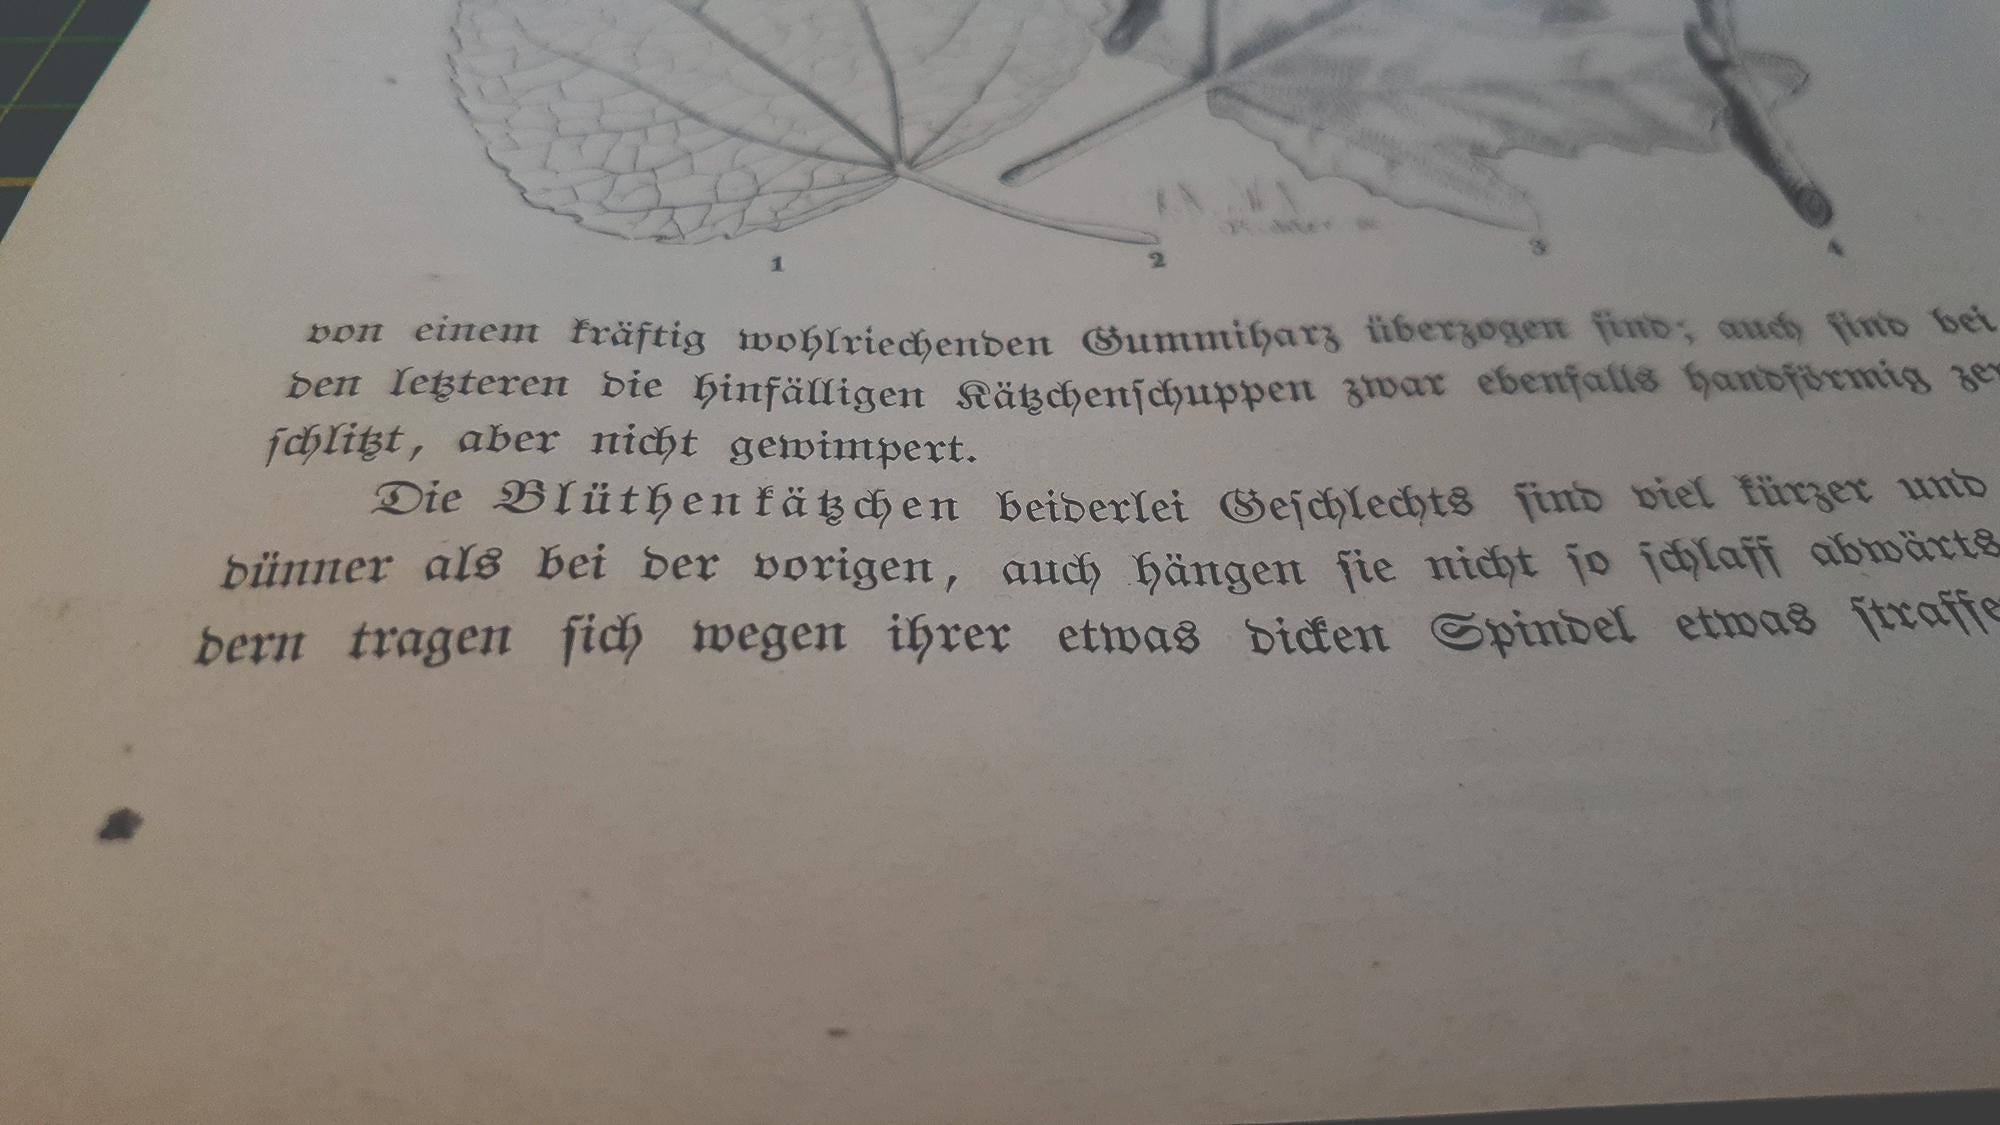 1 2 3 4
von einem kräftig wohlriechenden Gummiharz überzogen ſind; auch ſind bei
den letzteren die hinfälligen Kätzchenſchuppen zwar ebenfalls handförmig zer
ſchlitzt, aber nicht gewimpert.
Die Blüthenkätzchen beiderlei Geſchlechts ſind viel kürzer und
dünner als bei der vorigen, auch hängen ſie nicht ſo ſchlaff abwärts
dern tragen ſich wegen ihrer etwas dicken Spindel etwas ſtraffe